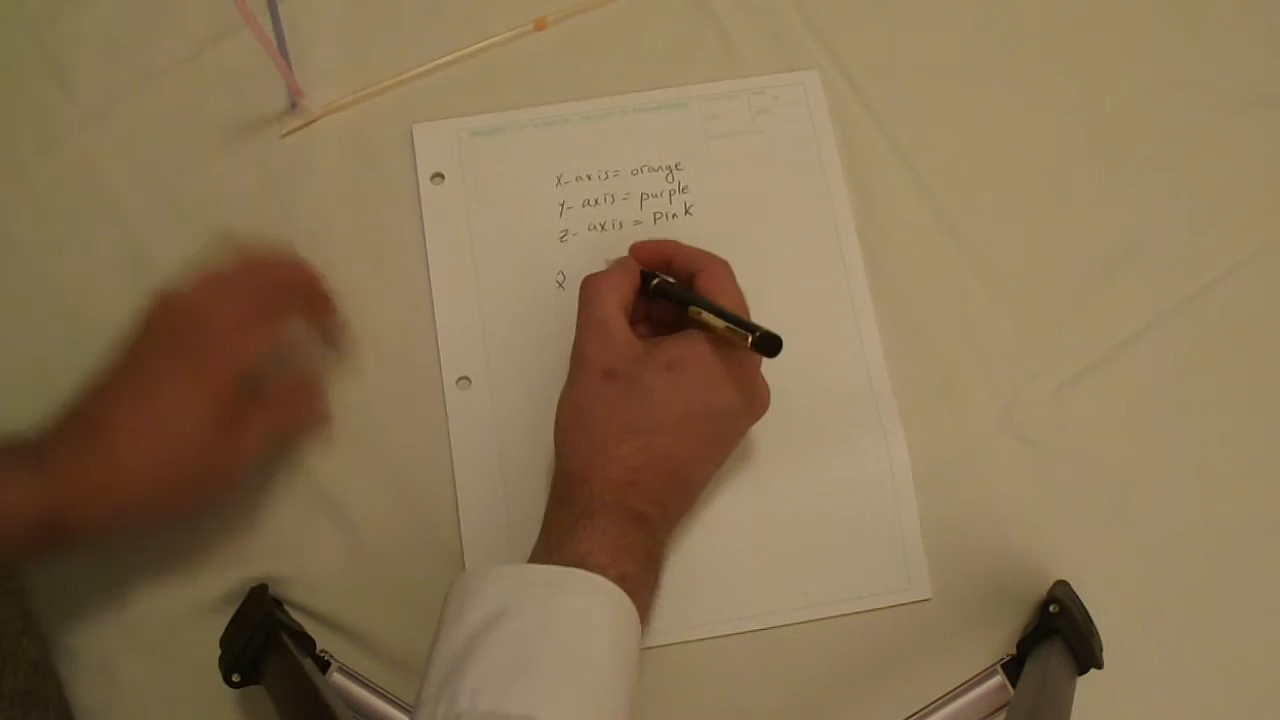 x-axis = orange
y-axis = purple
z-axis = pink
x̂